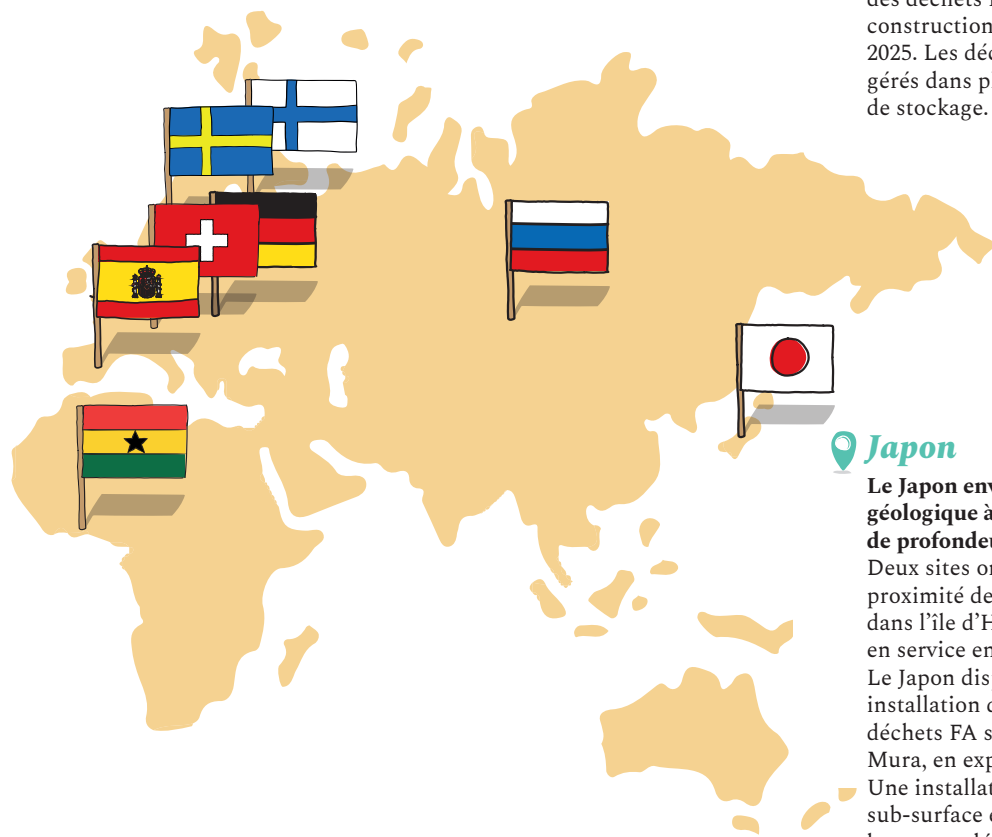 des déchets
construction
2025. Les déc
gérés dans p
de stockage.
Japon
Le Japon env
géologique à
de profondeu
Deux sites on
proximité de
dans l'île d'H
en service en
Le Japon dis
installation d
déchets FA s
Mura, en exp
Une installat
sub-surface